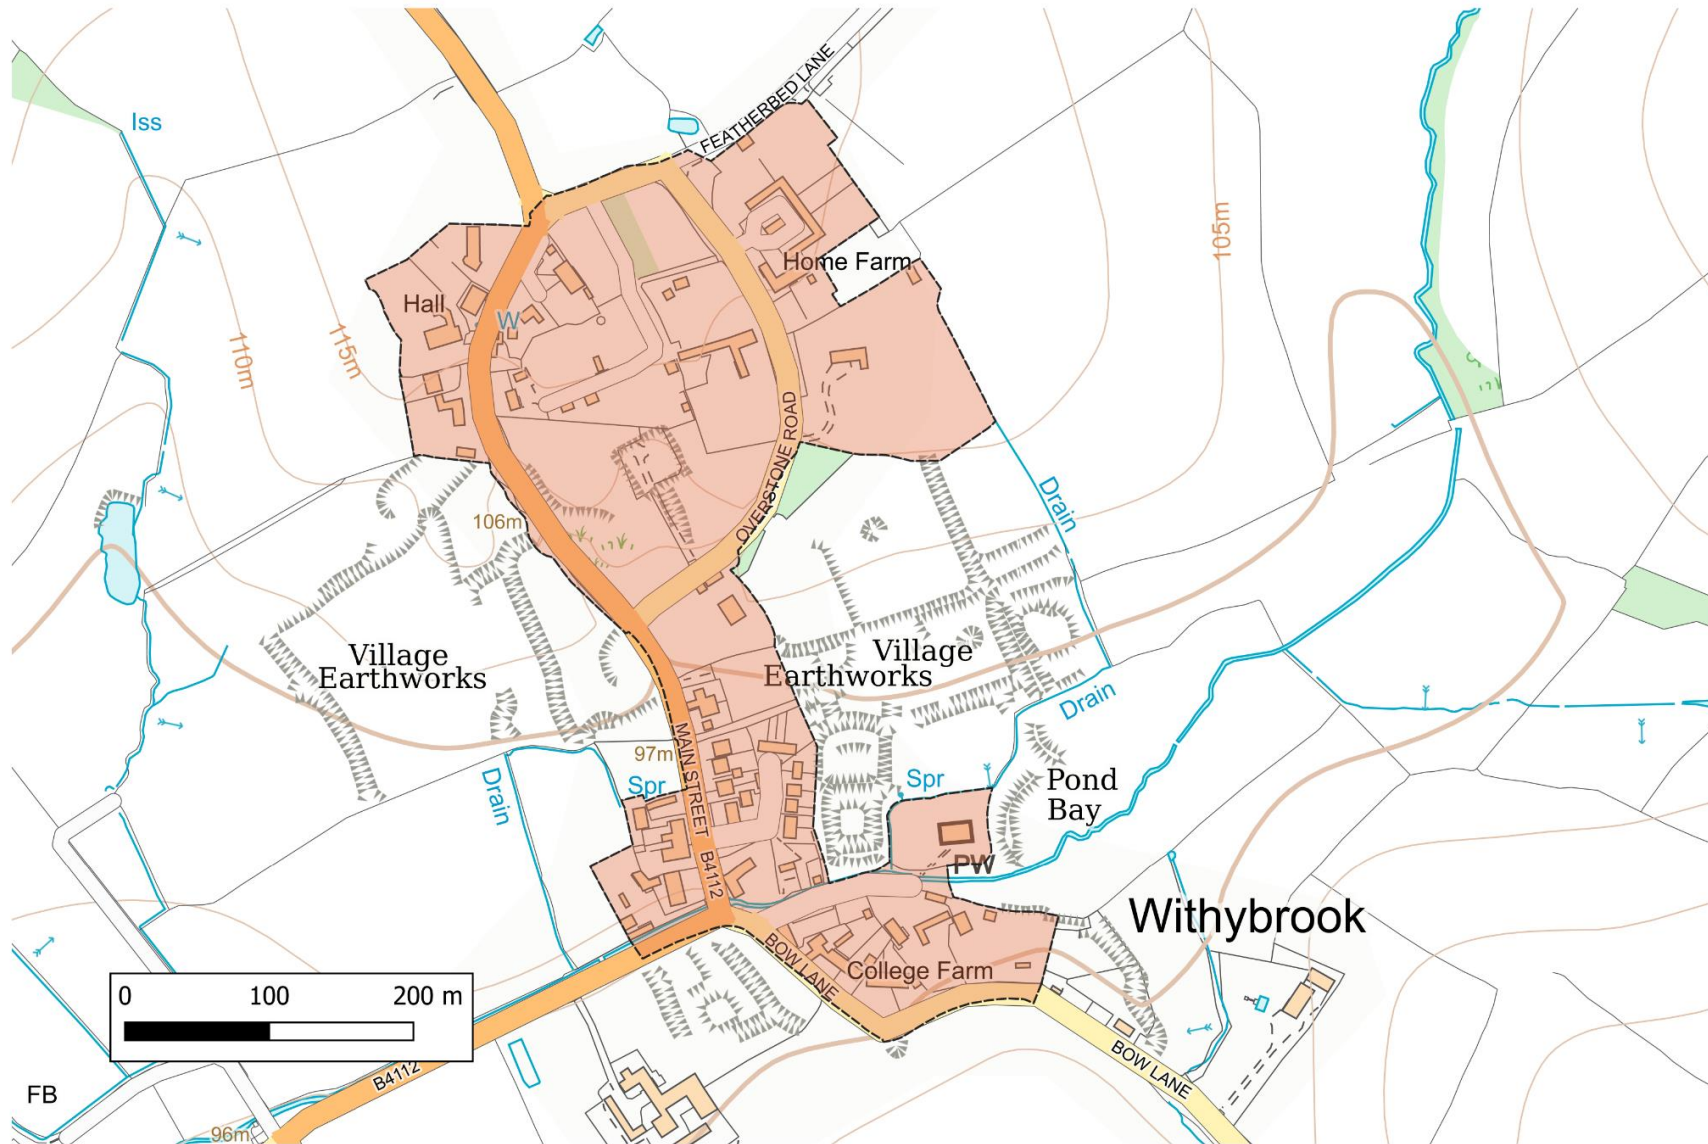 FEATHERBED LANE
Iss
105m
Home Farm
Hall
W
110m
115m
OVERSTONE ROAD
106m
Drain
Village
Earthworks
Village
Earthworks
Drain
97m
MAIN STREET
Spr
Drain
Spr
Pond
Bay
B4112
PW
Withybrook
BOW LANE
College Farm
0 100 200 m
BOW LANE
B4112
FB
96m